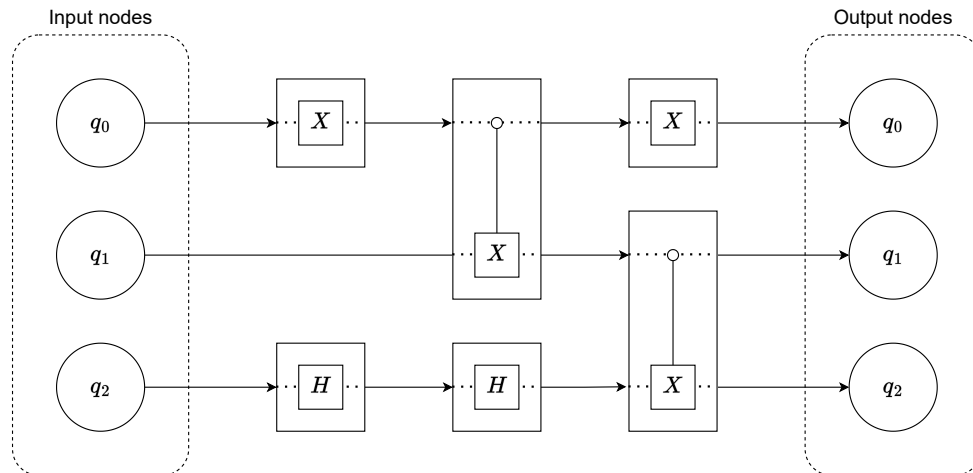 Input nodes
Output nodes
q0
X
X
q0
q1
X
q1
q2
H
H
X
q2